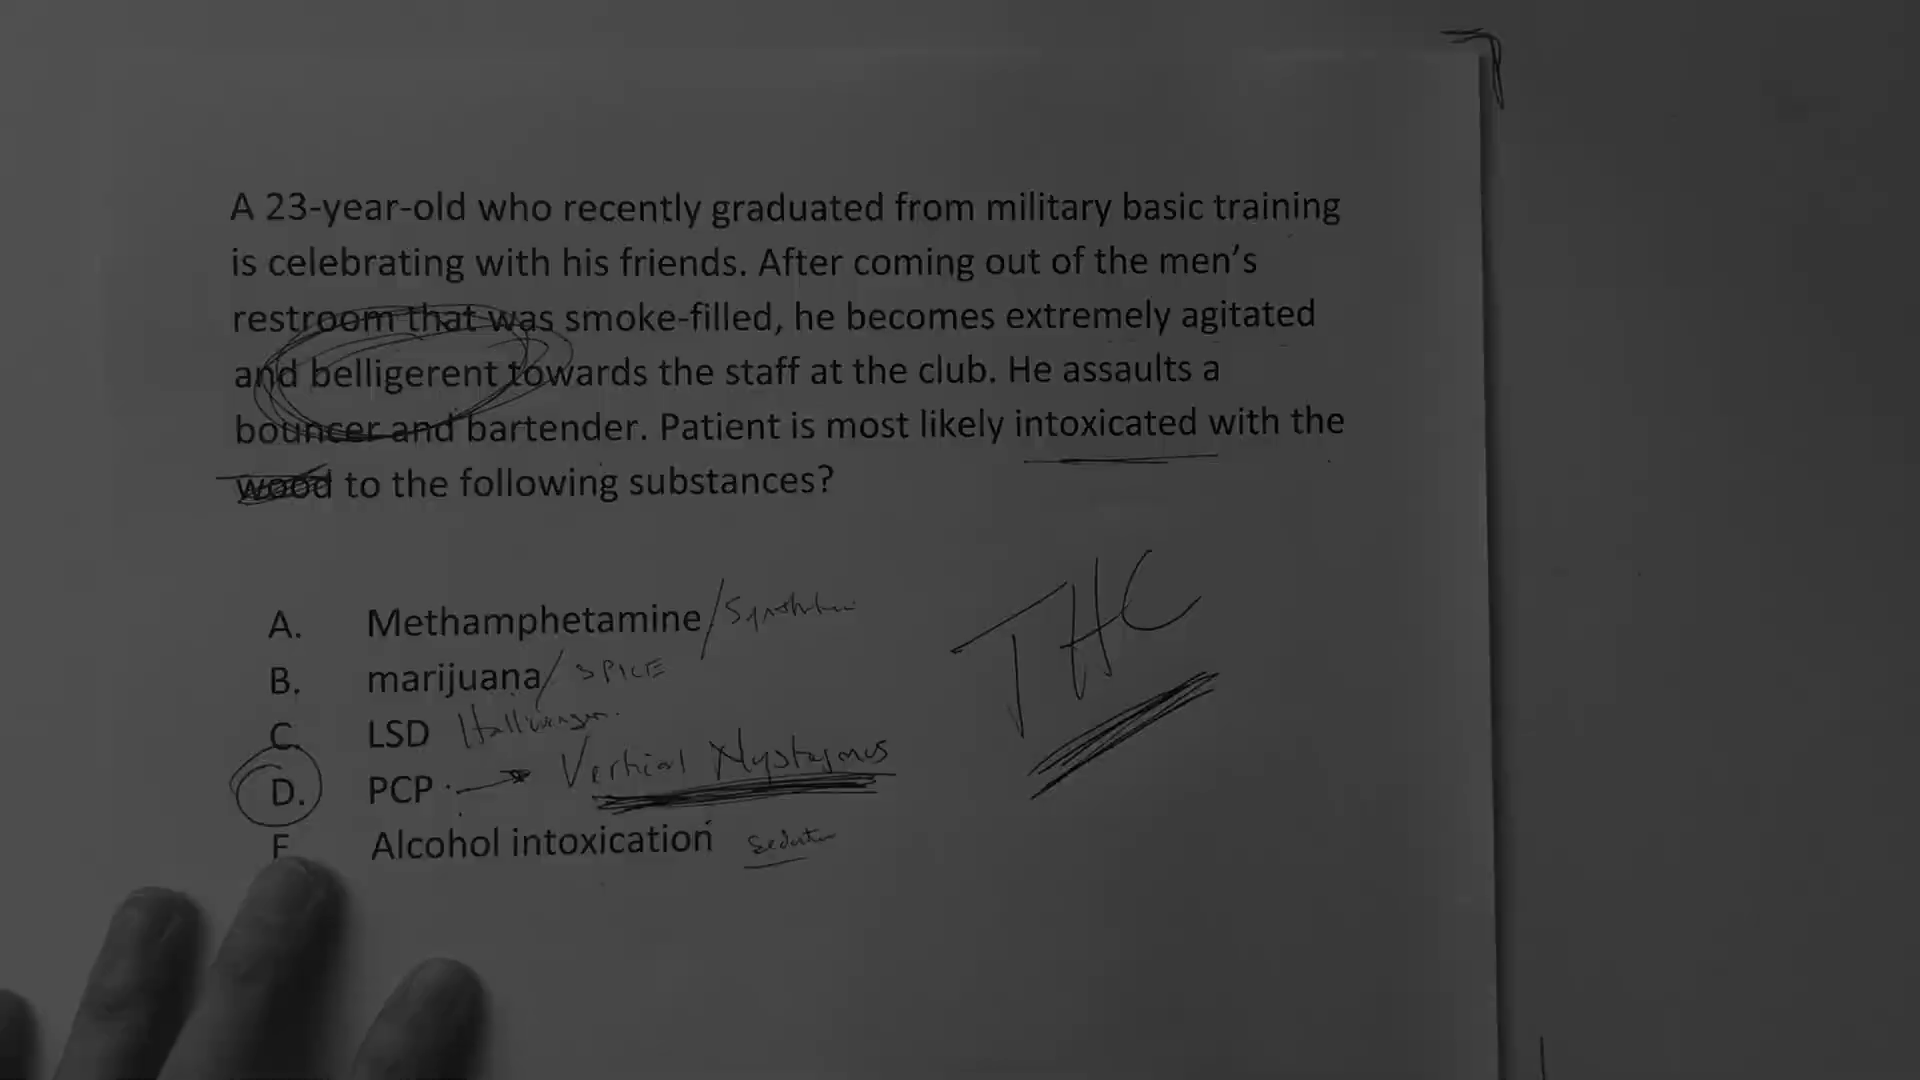 A 23-year-old who recently graduated from military basic training
is celebrating with his friends. After coming out of the men's
restroom that was smoke-filled, he becomes extremely agitated
and belligerent towards the staff at the club. He assaults a
bouncer and bartender. Patient is most likely intoxicated with the
wood to the following substances?
A. Methamphetamine/
B. marijuana/ SPICE
C. LSD
D. PCP → Vertical Nystagmus
E. Alcohol intoxication
THC